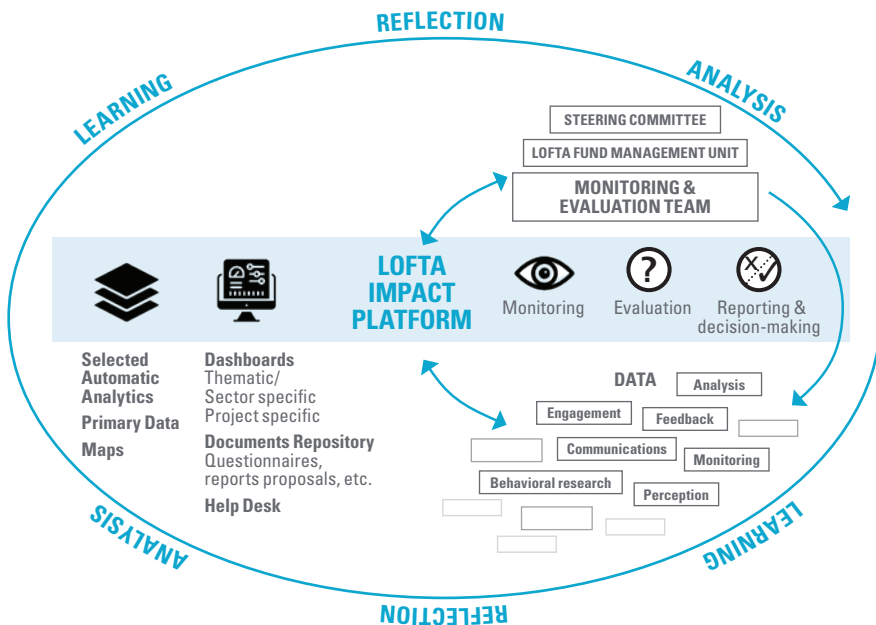 REFLECTION
LEARNING
ANALYSIS
STEERING COMMITTEE
LOFTA FUND MANAGEMENT UNIT
MONITORING &
EVALUATION TEAM
LOFTA
IMPACT
PLATFORM
Monitoring
Evaluation
Reporting &
decision-making
Selected
Automatic
Analytics
Primary Data
Maps
Dashboards
Thematic/
Sector specific
Project specific
Documents Repository
Questionnaires,
reports proposals, etc.
Help Desk
DATA
Analysis
Engagement
Feedback
Communications
Monitoring
Behavioral research
Perception
ANALYSIS
REFLECTION
LEARNING